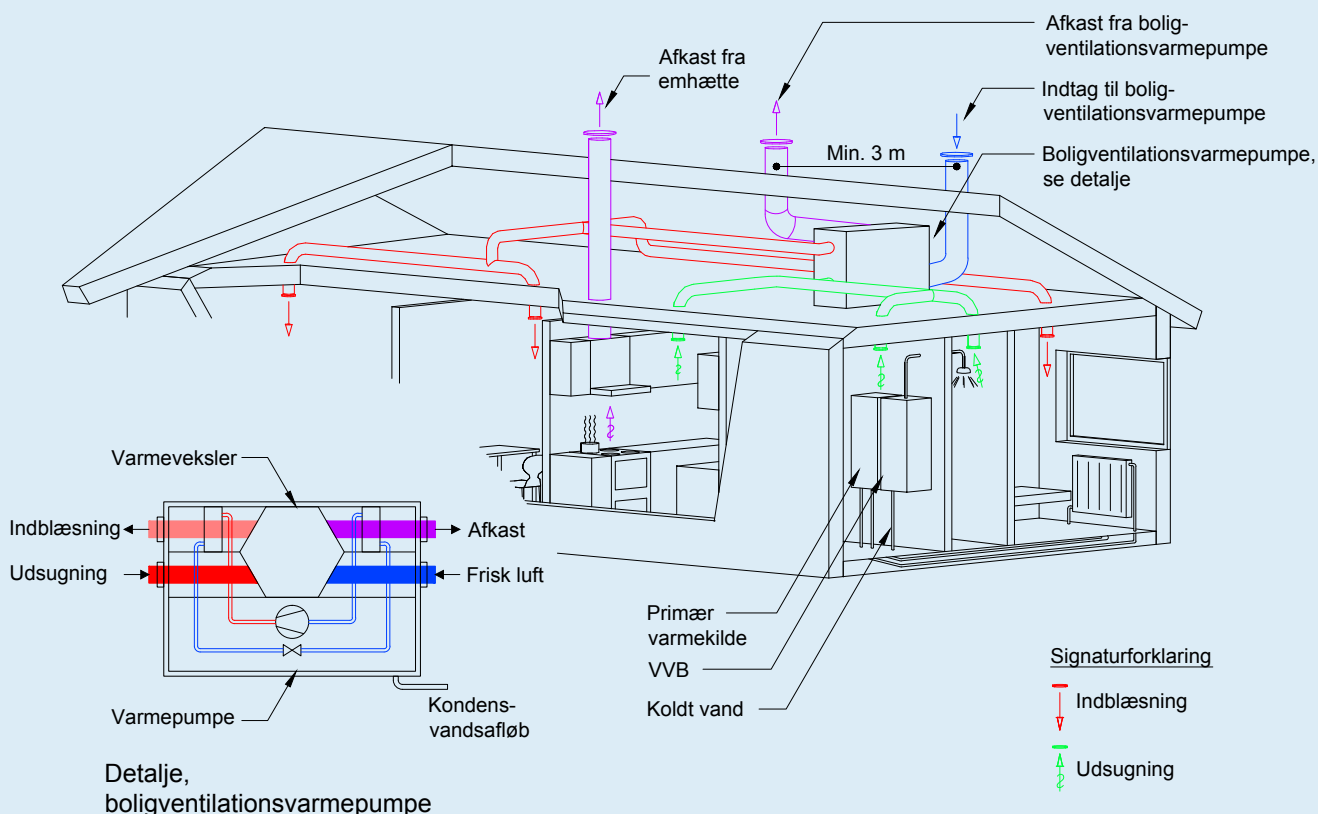 Afkast fra bolig-
ventilationsvarmepumpe
Afkast fra
emhætte
Indtag til bolig-
ventilationsvarmepumpe
Min. 3 m
Boligventilationsvarmepumpe,
se detalje
Varmeveksler
Indblæsning
Afkast
Udsugning
Frisk luft
Primær
varmekilde
VVB
Koldt vand
Varmepumpe
Kondens-
vandsafløb
Detalje,
boligventilationsvarmepumpe
Signaturforklaring
Indblæsning
Udsugning